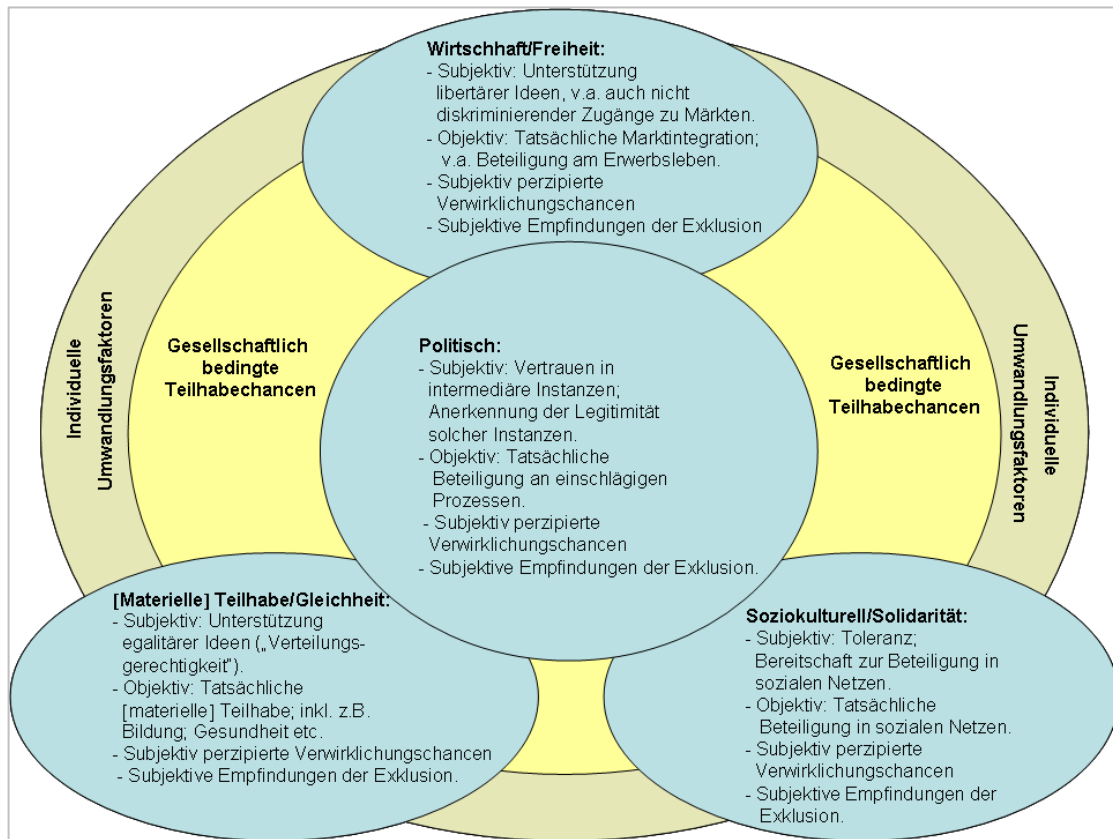 Wirtschhaft/Freiheit:
- Subjektiv: Unterstützung
libertärer Ideen, v.a. auch nicht
diskriminierender Zugänge zu Märkten.
- Objektiv: Tatsächliche Marktintegration;
v.a. Beteiligung am Erwerbsleben.
- Subjektiv perzipierte
Verwirklichungschancen
- Subjektive Empfindungen der Exklusion
Individuelle
Umwandlungsfaktoren
Gesellschaftlich
bedingte
Teilhabechancen
Politisch:
- Subjektiv: Vertrauen in
intermediäre Instanzen;
Anerkennung der Legitimität
solcher Instanzen.
- Objektiv: Tatsächliche
Beteiligung an einschlägigen
Prozessen.
- Subjektiv perzipierte
Verwirklichungschancen
- Subjektive Empfindungen der Exklusion.
Gesellschaftlich
bedingte
Teilhabechancen
Individuelle
Umwandlungsfaktoren
[Materielle] Teilhabe/Gleichheit:
- Subjektiv: Unterstützung
egalitärer Ideen („Verteilungs-
gerechtigkeit“).
- Objektiv: Tatsächliche
[materielle] Teilhabe; inkl. z.B.
Bildung; Gesundheit etc.
- Subjektiv perzipierte Verwirklichungschancen
- Subjektive Empfindungen der Exklusion.
Soziokulturell/Solidarität:
- Subjektiv: Toleranz;
Bereitschaft zur Beteiligung in
sozialen Netzen.
- Objektiv: Tatsächliche
Beteiligung in sozialen Netzen.
- Subjektiv perzipierte
Verwirklichungschancen
- Subjektive Empfindungen der
Exklusion.